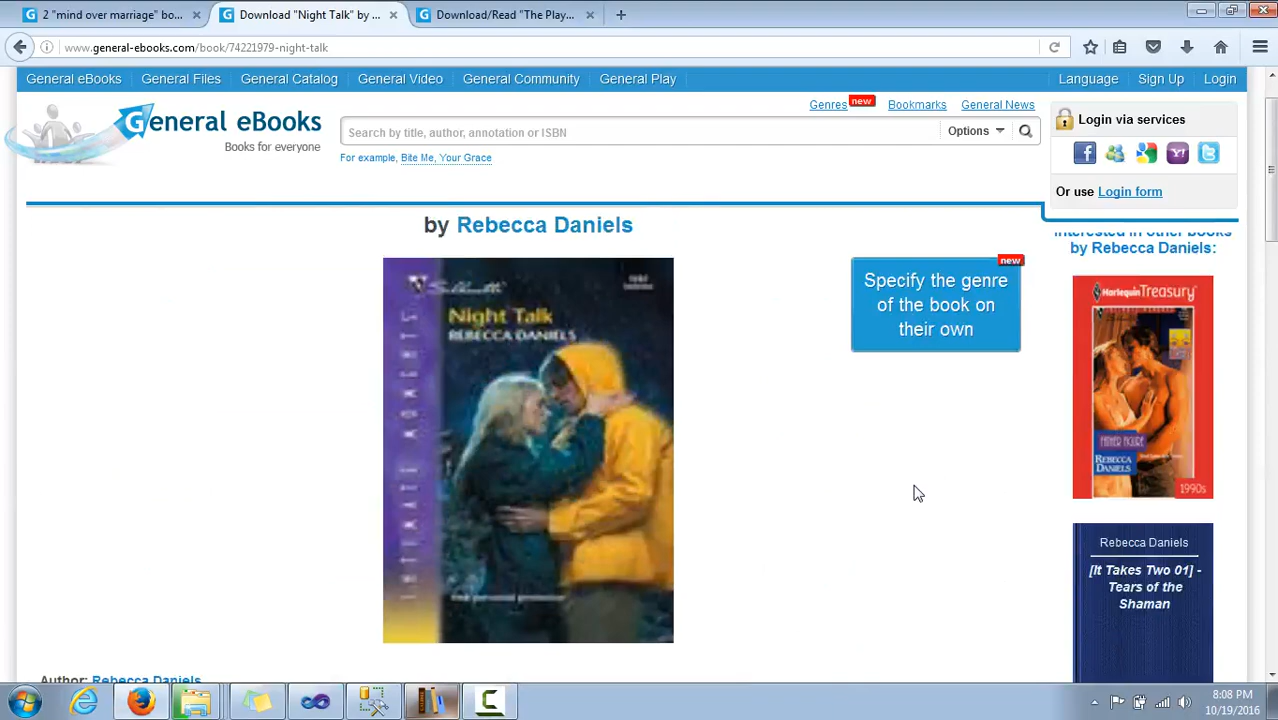 2 "mind over marriage" bo...
Download "Night Talk" by ...
Download/Read "The Play...
www.general-ebooks.com/book/74221979-night-talk
General eBooks General Files General Catalog General Video General Community General Play Language Sign Up Login
Genres new Bookmarks General News
General eBooks
Books for everyone
Search by title, author, annotation or ISBN
Options
For example, Bite Me, Your Grace
Login via services
Or use Login form
by Rebecca Daniels
interested in other books
by Rebecca Daniels:
new
Specify the genre
of the book on
their own
Silhouette
Night Talk
REBECCA DANIELS
Harlequin Treasury
FATHER FIGURE
REBECCA
DANIELS
1990s
Rebecca Daniels
[It Takes Two 01] -
Tears of the
Shaman
Author: Rebecca Daniels
8:08 PM
10/19/2016